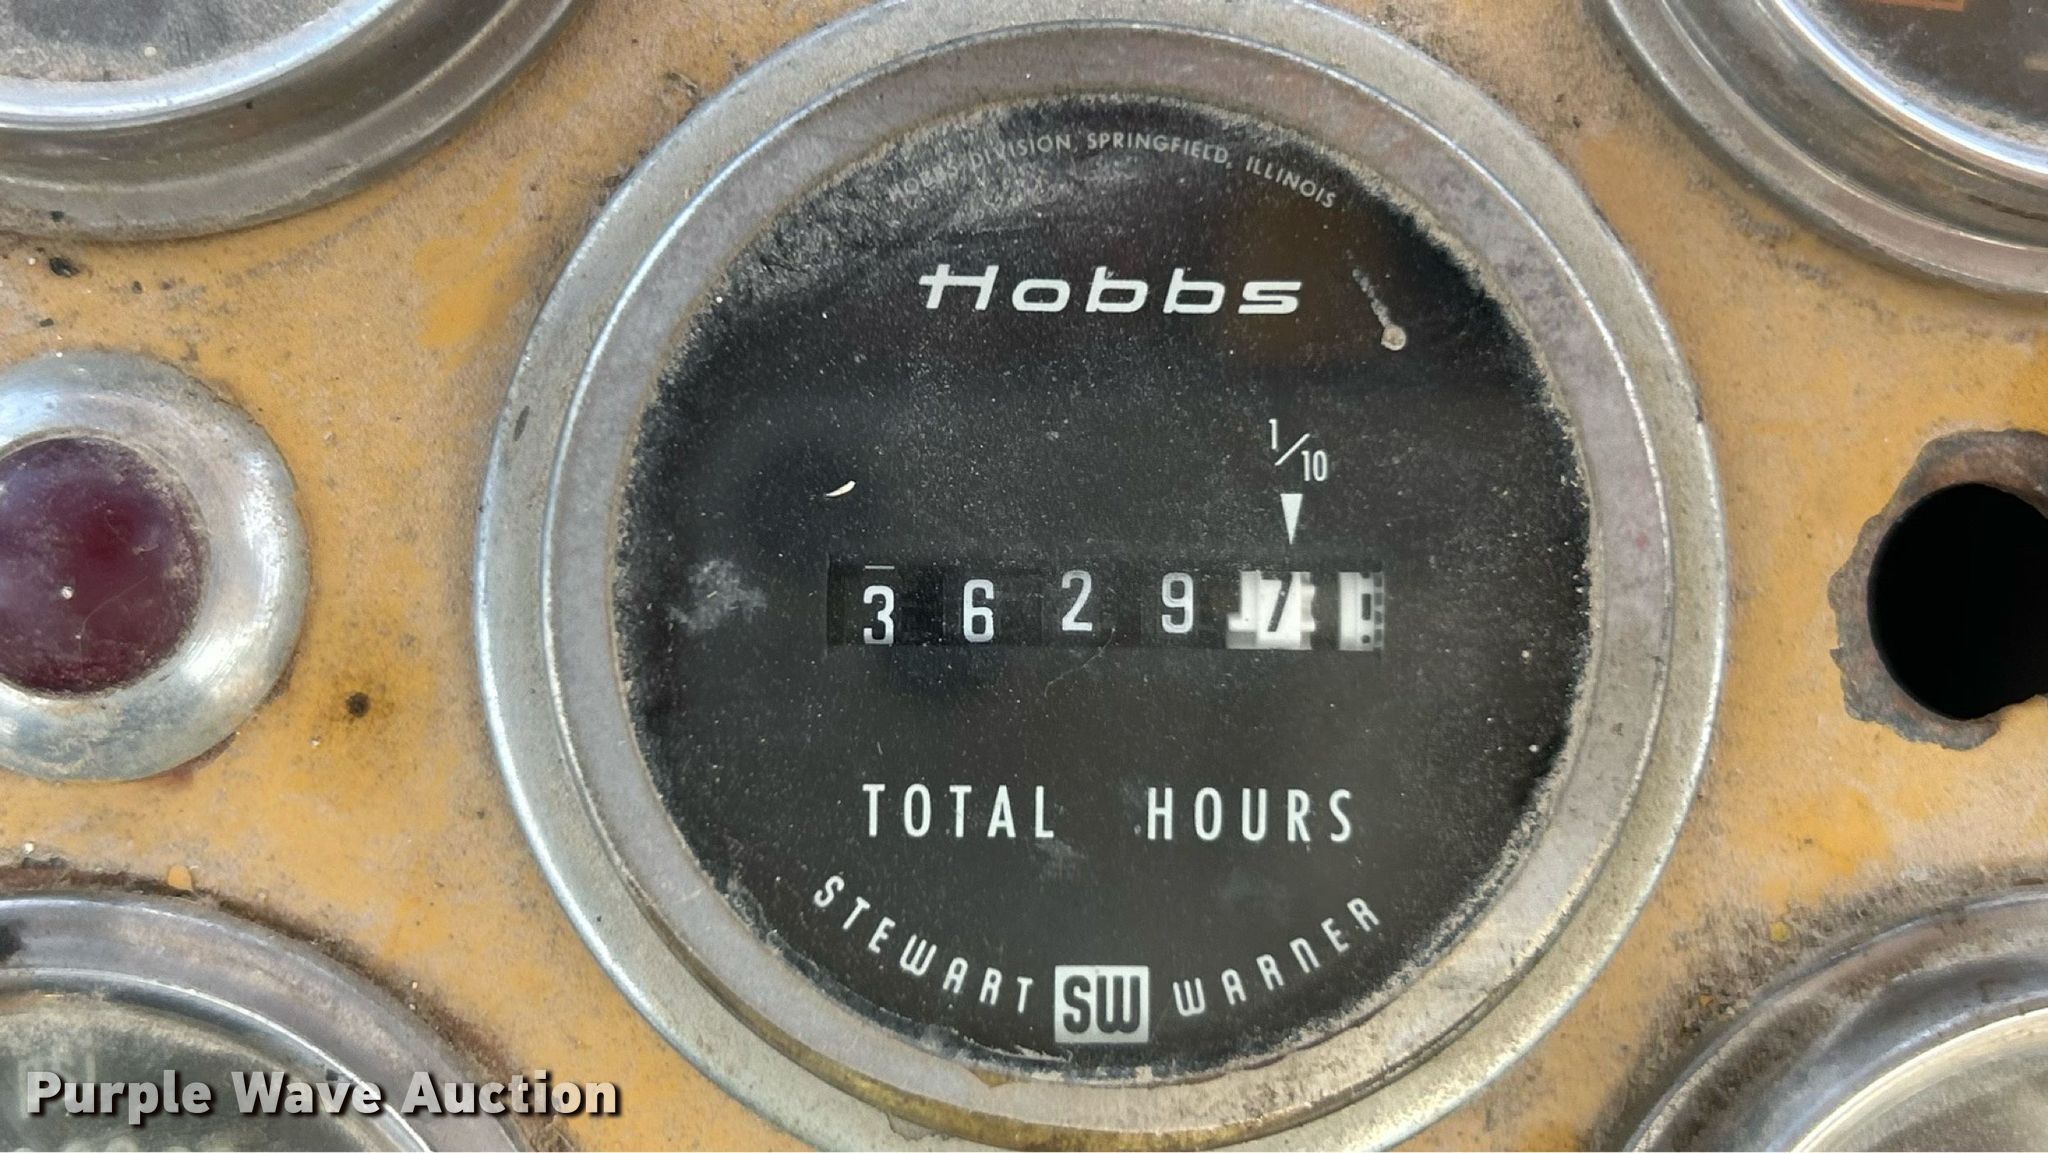 HOBBS DIVISION, SPRINGFIELD, ILLINOIS
Hobbs
1/10
3 6 2 9 7
TOTAL HOURS
STEWART SW WARNER
Purple Wave Auction